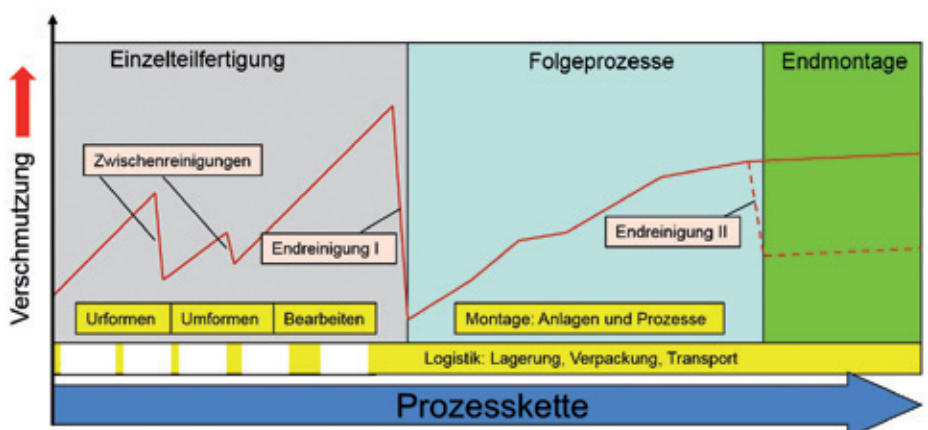 Verschmutzung
Einzelteilfertigung
Folgeprozesse
Endmontage
Zwischenreinigungen
Endreinigung I
Endreinigung II
Urformen
Umformen
Bearbeiten
Montage: Anlagen und Prozesse
Logistik: Lagerung, Verpackung, Transport
Prozesskette